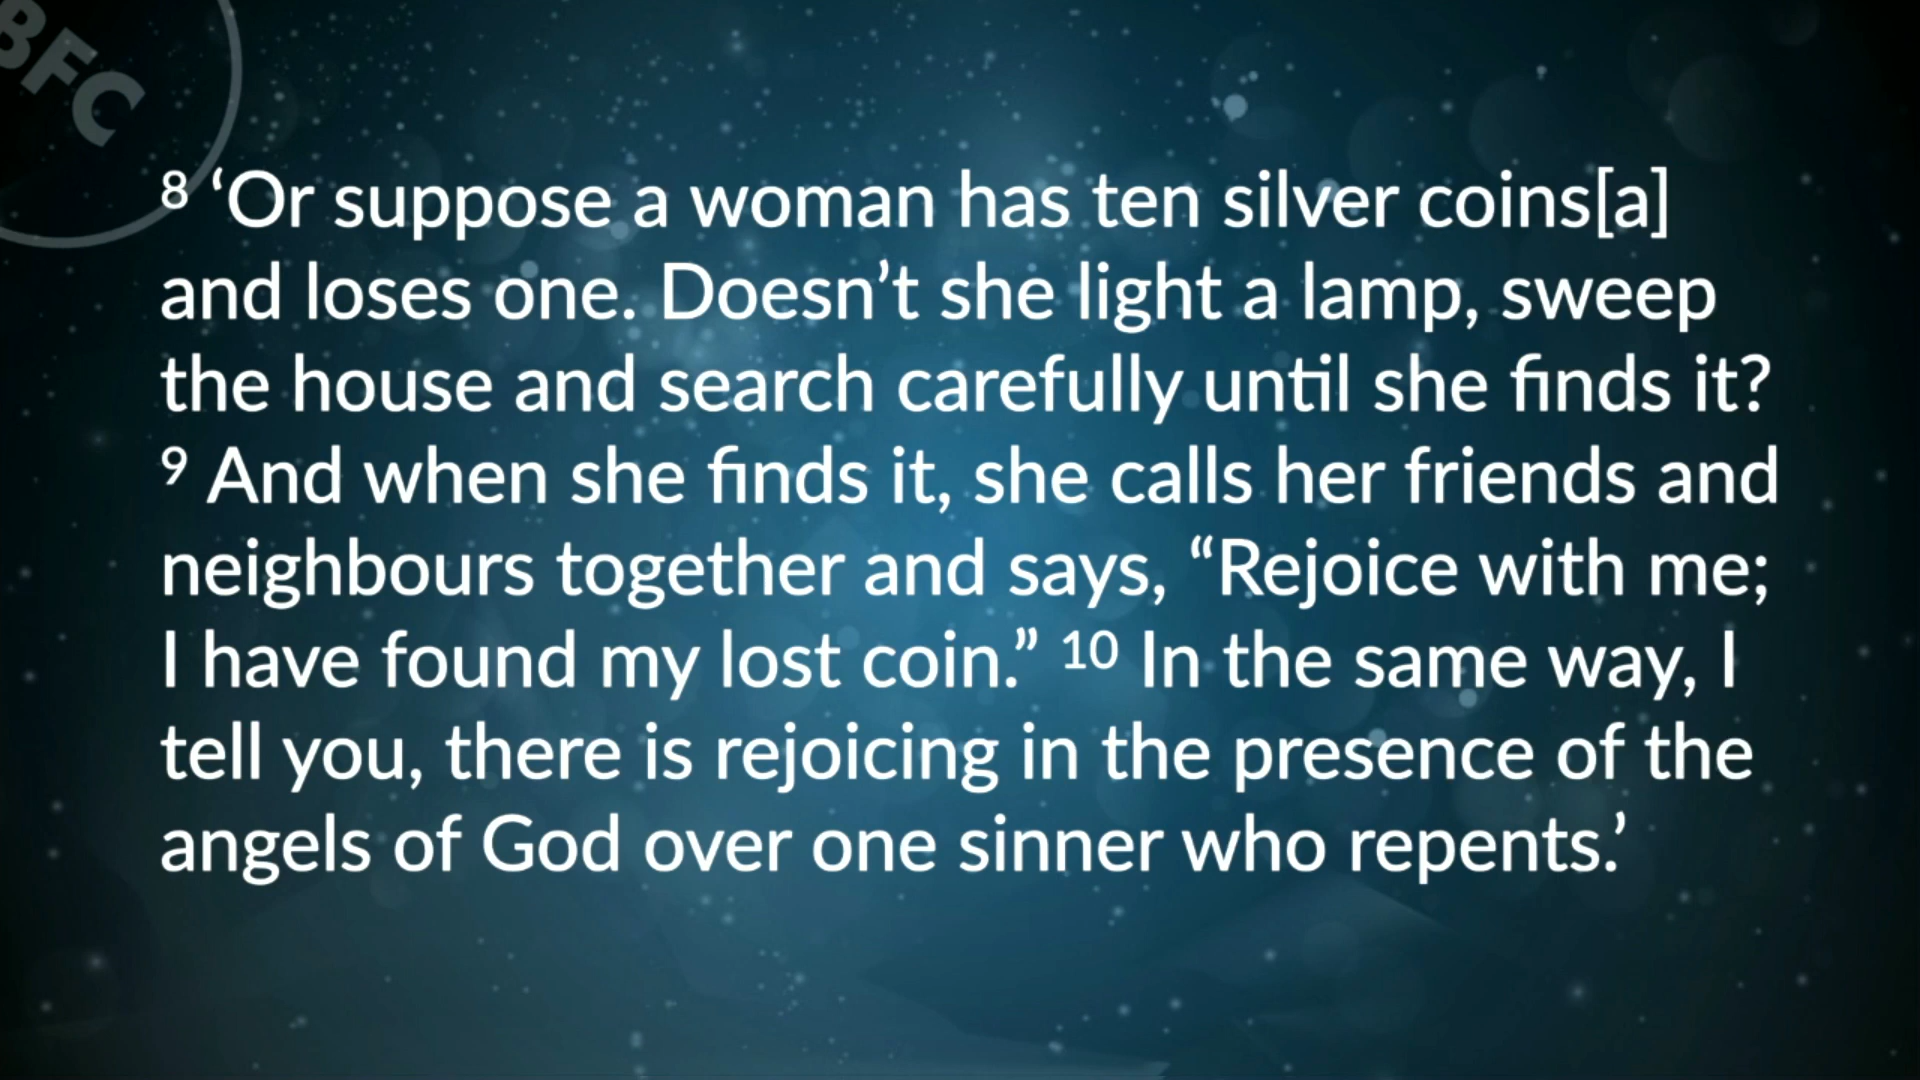 BFC
8 ‘Or suppose a woman has ten silver coins[a]
and loses one. Doesn’t she light a lamp, sweep
the house and search carefully until she finds it?
9 And when she finds it, she calls her friends and
neighbours together and says, “Rejoice with me;
I have found my lost coin.” 10 In the same way, I
tell you, there is rejoicing in the presence of the
angels of God over one sinner who repents.’